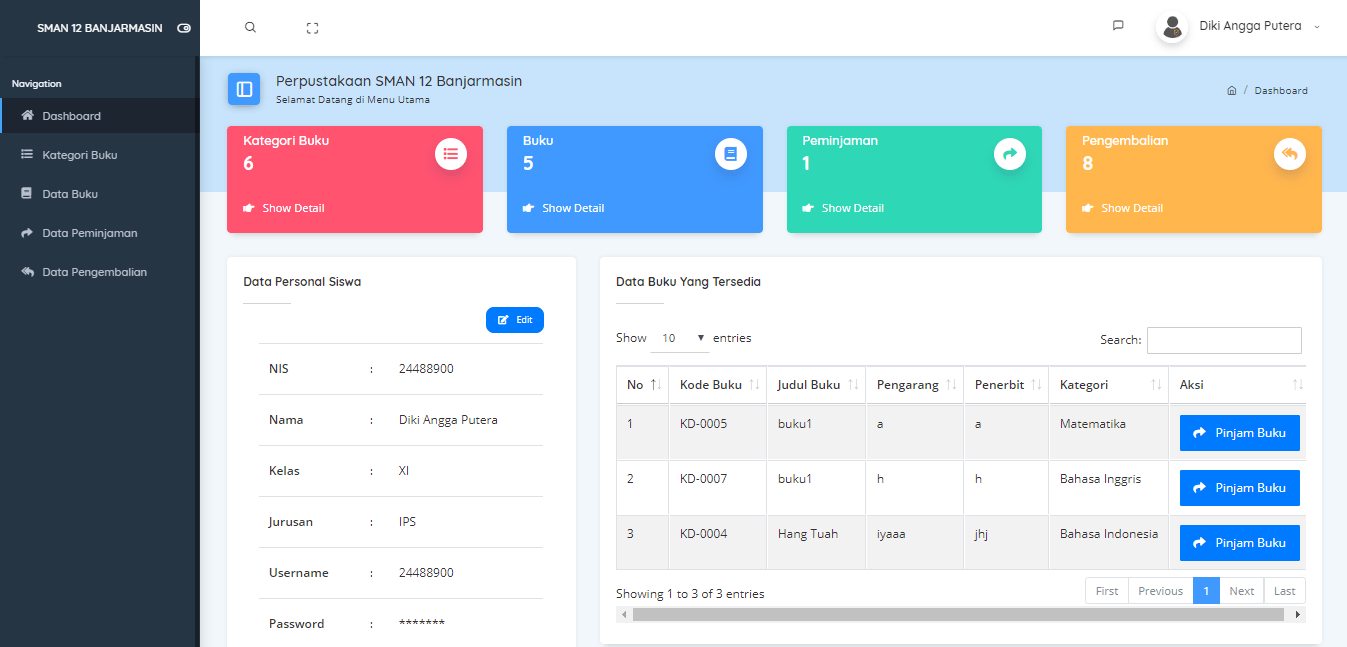 SMAN 12 BANJARMASIN
Navigation
Dashboard
Kategori Buku
Data Buku
Data Peminjaman
Data Pengembalian
Diki Angga Putera
Perpustakaan SMAN 12 Banjarmasin
Selamat Datang di Menu Utama
/ Dashboard
Kategori Buku
6
Show Detail
Buku
5
Show Detail
Peminjaman
1
Show Detail
Pengembalian
8
Show Detail
Data Personal Siswa
Edit
NIS : 24488900
Nama : Diki Angga Putera
Kelas : XI
Jurusan : IPS
Username : 24488900
Password : *******
Data Buku Yang Tersedia
Show 10 entries
Search:
No Kode Buku Judul Buku Pengarang Penerbit Kategori Aksi
1 KD-0005 buku1 a a Matematika Pinjam Buku
2 KD-0007 buku1 h h Bahasa Inggris Pinjam Buku
3 KD-0004 Hang Tuah iyaaa jhj Bahasa Indonesia Pinjam Buku
Showing 1 to 3 of 3 entries
First Previous 1 Next Last